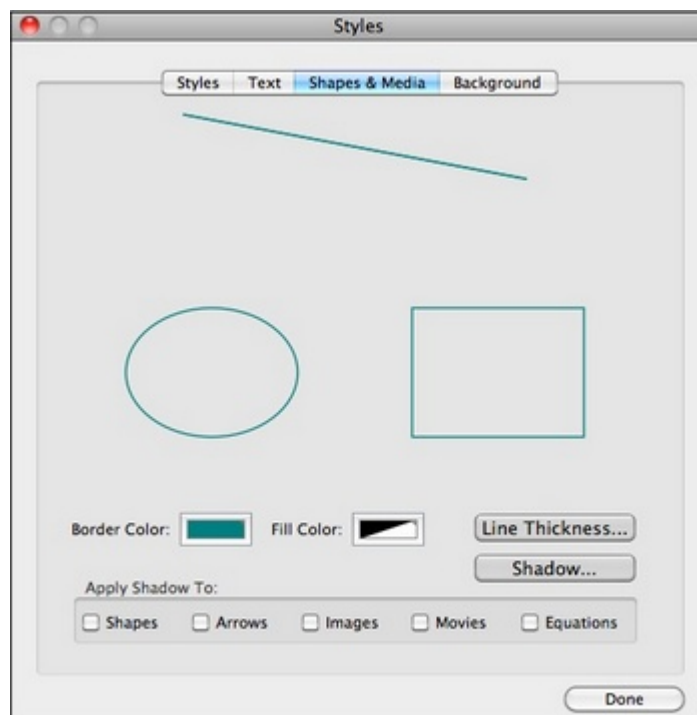 Styles
Styles Text Shapes & Media Background
Border Color: Fill Color: Line Thickness...
Shadow...
Apply Shadow To:
Shapes Arrows Images Movies Equations
Done